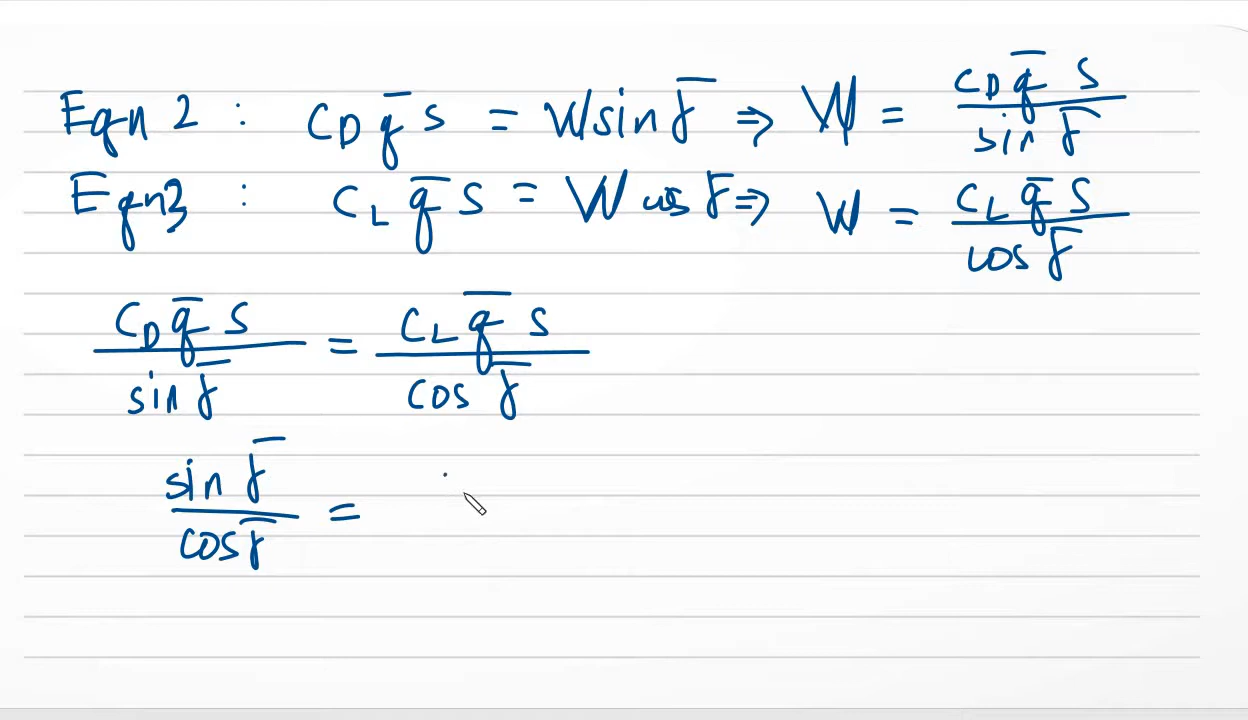 Eqn 2 : C_D q̄ S = W sin γ̄ ⇒ W = C_D q̄ S / sin γ̄
Eqn 3 : C_L q̄ S = W cos γ̄ ⇒ W = C_L q̄ S / cos γ̄
C_D q̄ S / sin γ̄ = C_L q̄ S / cos γ̄
sin γ̄ / cos γ̄ =